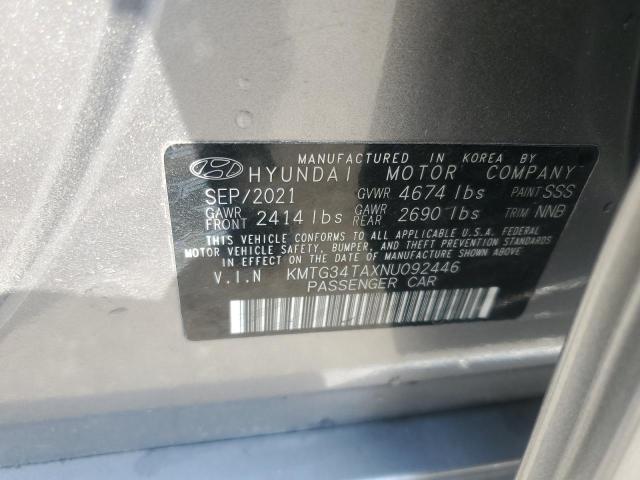 MANUFACTURED IN KOREA BY
HYUNDAI MOTOR COMPANY
SEP/2021 GVWR 4674 lbs PAINT SSS
GAWR FRONT 2414 lbs GAWR REAR 2690 lbs TRIM NNB
THIS VEHICLE CONFORMS TO ALL APPLICABLE U.S.A. FEDERAL
MOTOR VEHICLE SAFETY, BUMPER, AND THEFT PREVENTION STANDARDS
IN EFFECT ON THE DATE OF MANUFACTURE SHOWN ABOVE
V.I.N KMTG34TAXNU092446
PASSENGER CAR